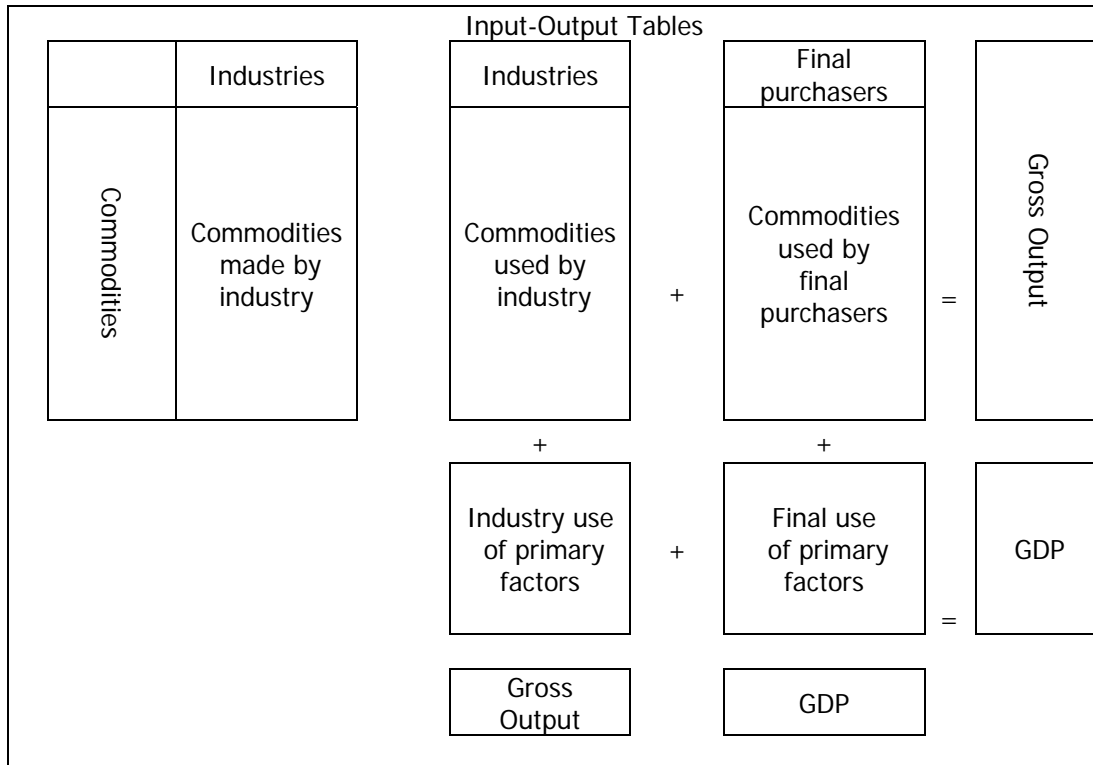 Input-Output Tables
Industries
Commodities
Commodities
made by
industry
Industries
Commodities
used by
industry
+
Final
purchasers
Commodities
used by
final
purchasers
=
Gross Output
+
+
Industry use
of primary
factors
+
Final use
of primary
factors
=
GDP
Gross
Output
GDP